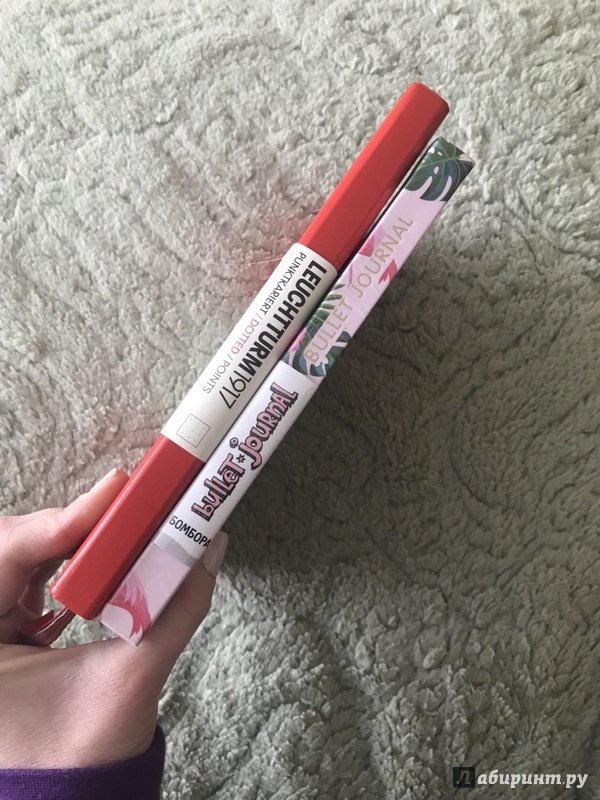 LEUCHTTURM1917
PUNKTKARIERT / DOTTED / POINTS
BULLET JOURNAL
bullet journal
БОМБОРА
Лабиринт.ру